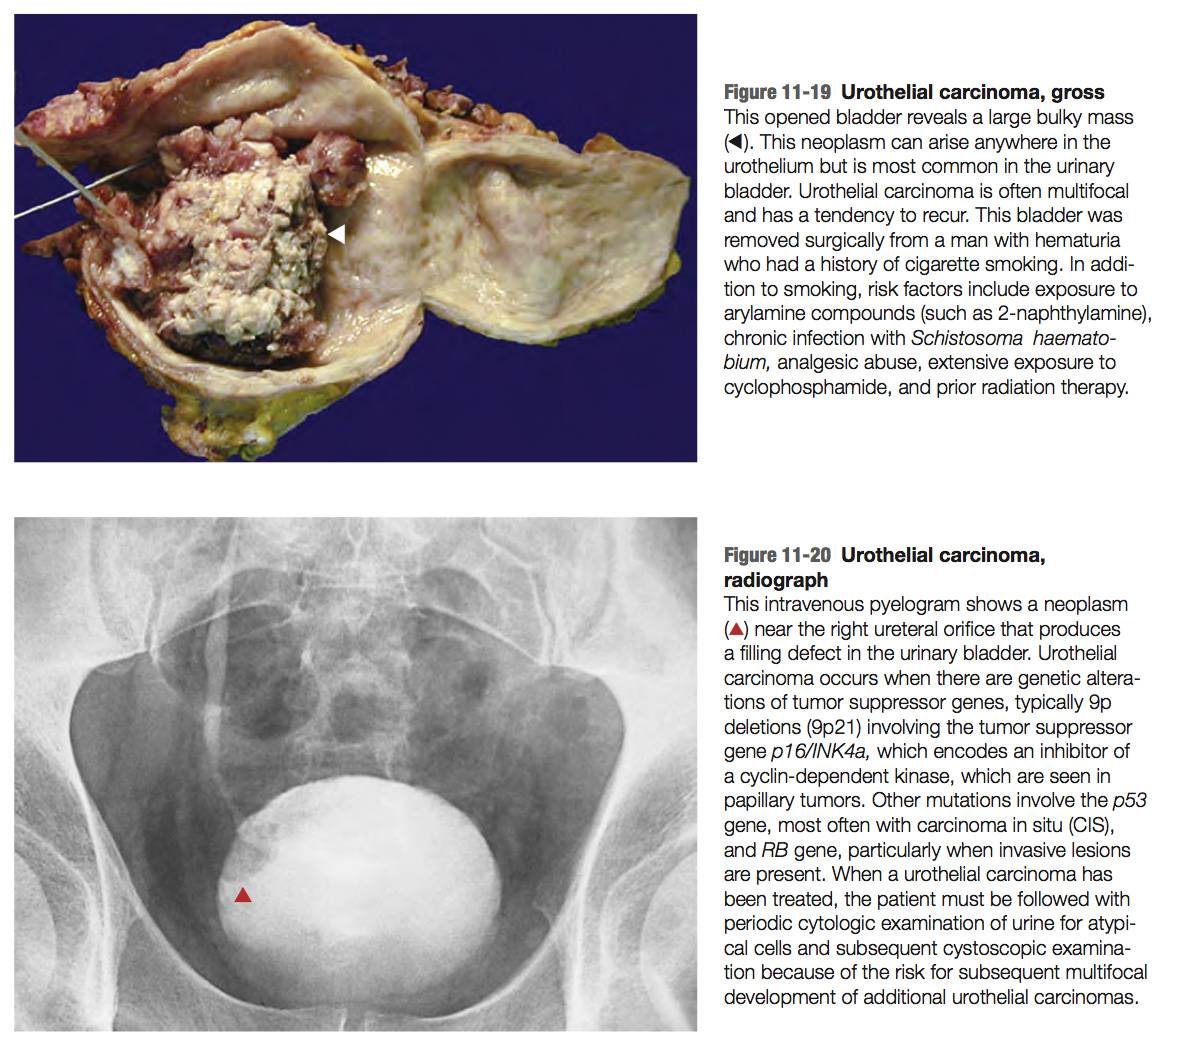 Figure 11-19 Urothelial carcinoma, gross
This opened bladder reveals a large bulky mass
(◀). This neoplasm can arise anywhere in the
urothelium but is most common in the urinary
bladder. Urothelial carcinoma is often multifocal
and has a tendency to recur. This bladder was
removed surgically from a man with hematuria
who had a history of cigarette smoking. In addi-
tion to smoking, risk factors include exposure to
arylamine compounds (such as 2-naphthylamine),
chronic infection with Schistosoma haemato-
bium, analgesic abuse, extensive exposure to
cyclophosphamide, and prior radiation therapy.
Figure 11-20 Urothelial carcinoma,
radiograph
This intravenous pyelogram shows a neoplasm
(▲) near the right ureteral orifice that produces
a filling defect in the urinary bladder. Urothelial
carcinoma occurs when there are genetic altera-
tions of tumor suppressor genes, typically 9p
deletions (9p21) involving the tumor suppressor
gene p16/INK4a, which encodes an inhibitor of
a cyclin-dependent kinase, which are seen in
papillary tumors. Other mutations involve the p53
gene, most often with carcinoma in situ (CIS),
and RB gene, particularly when invasive lesions
are present. When a urothelial carcinoma has
been treated, the patient must be followed with
periodic cytologic examination of urine for atypi-
cal cells and subsequent cystoscopic examina-
tion because of the risk for subsequent multifocal
development of additional urothelial carcinomas.